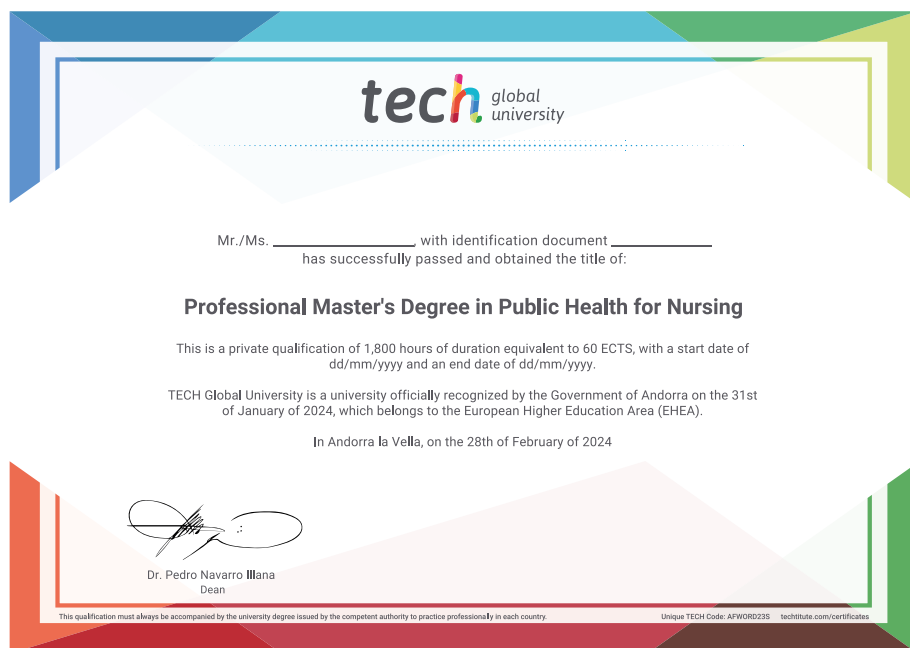 tech global university
Mr./Ms. ____________, with identification document ____________
has successfully passed and obtained the title of:
Professional Master's Degree in Public Health for Nursing
This is a private qualification of 1,800 hours of duration equivalent to 60 ECTS, with a start date of
dd/mm/yyyy and an end date of dd/mm/yyyy.
TECH Global University is a university officially recognized by the Government of Andorra on the 31st
of January of 2024, which belongs to the European Higher Education Area (EHEA).
In Andorra la Vella, on the 28th of February of 2024
Dr. Pedro Navarro Illana
Dean
This qualification must always be accompanied by the university degree issued by the competent authority to practice professionally in each country.
Unique TECH Code: AFWORD23S techtitute.com/certificates